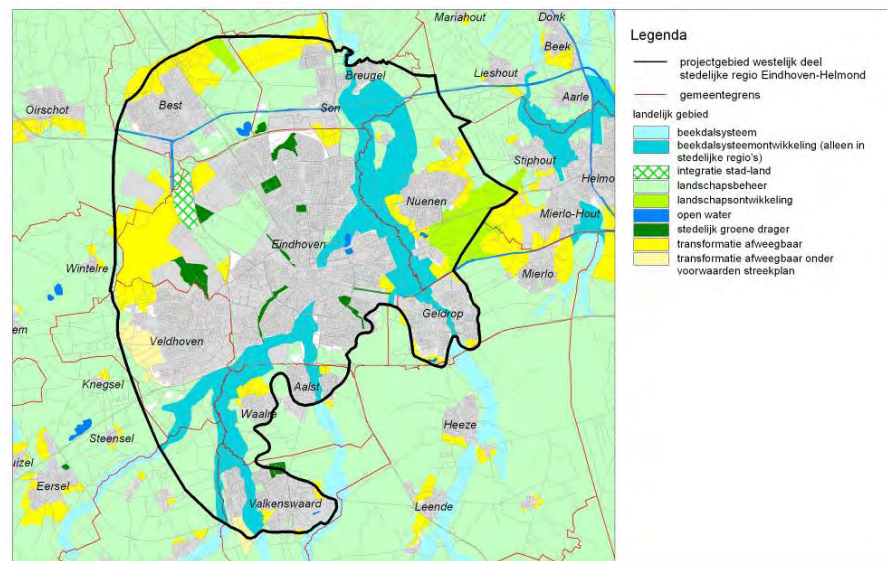 Mariahout
Donk
Beek
Breugel
Lieshout
Best
Son
Aarle
Oirschot
Stiphout
Helmo
Nuenen
Mierlo-Hout
Eindhoven
Wintelre
Mierlo
Geldrop
em
Veldhoven
Knegsel
Aalst
Waalre
Heeze
Steensel
uizel
Eersel
Valkenswaard
Leende
Legenda
projectgebied westelijk deel
stedelijke regio Eindhoven-Helmond
gemeentegrens
landelijk gebied
beekdalsysteem
beekdalsysteemontwikkeling (alleen in
stedelijke regio's)
integratie stad-land
landschapsbeheer
landschapsontwikkeling
open water
stedelijk groene drager
transformatie afweegbaar
transformatie afweegbaar onder
voorwaarden streekplan